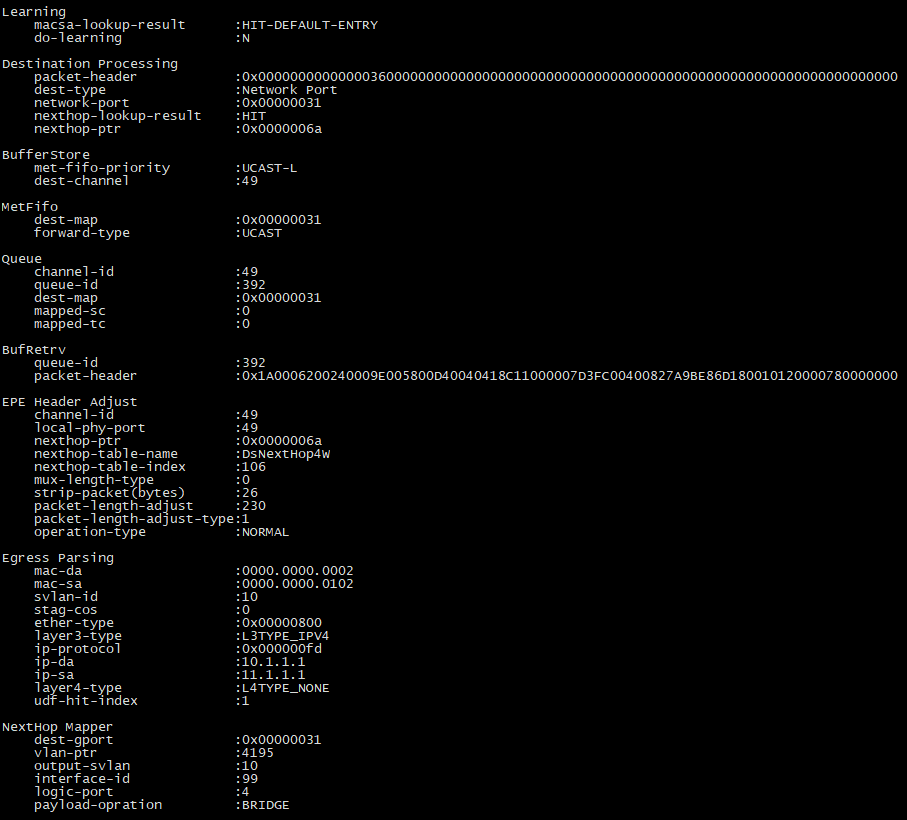 Learning
    macsa-lookup-result      :HIT-DEFAULT-ENTRY
    do-learning              :N
Destination Processing
    packet-header            :0x00000000000000360000000000000000000000000000000000000000000000000000000000000000
    dest-type                :Network Port
    network-port             :0x00000031
    nexthop-lookup-result    :HIT
    nexthop-ptr              :0x0000006a
BufferStore
    met-fifo-priority        :UCAST-L
    dest-channel             :49
MetFifo
    dest-map                 :0x00000031
    forward-type             :UCAST
Queue
    channel-id               :49
    queue-id                 :392
    dest-map                 :0x00000031
    mapped-sc                :0
    mapped-tc                :0
BufRetrv
    queue-id                 :392
    packet-header            :0x1A0006200240009E005800D40040418C11000007D3FC00400827A9BE86D180010120000780000000
EPE Header Adjust
    channel-id               :49
    local-phy-port           :49
    nexthop-ptr              :0x0000006a
    nexthop-table-name       :DsNextHop4W
    nexthop-table-index      :106
    mux-length-type          :0
    strip-packet(bytes)      :26
    packet-length-adjust     :230
    packet-length-adjust-type:1
    operation-type           :NORMAL
Egress Parsing
    mac-da                   :0000.0000.0002
    mac-sa                   :0000.0000.0102
    svlan-id                 :10
    stag-cos                 :0
    ether-type               :0x00000800
    layer3-type              :L3TYPE_IPV4
    ip-protocol              :0x000000fd
    ip-da                    :10.1.1.1
    ip-sa                    :11.1.1.1
    layer4-type              :L4TYPE_NONE
    udf-hit-index            :1
NextHop Mapper
    dest-gport               :0x00000031
    vlan-ptr                 :4195
    output-svlan             :10
    interface-id             :99
    logic-port               :4
    payload-opration         :BRIDGE